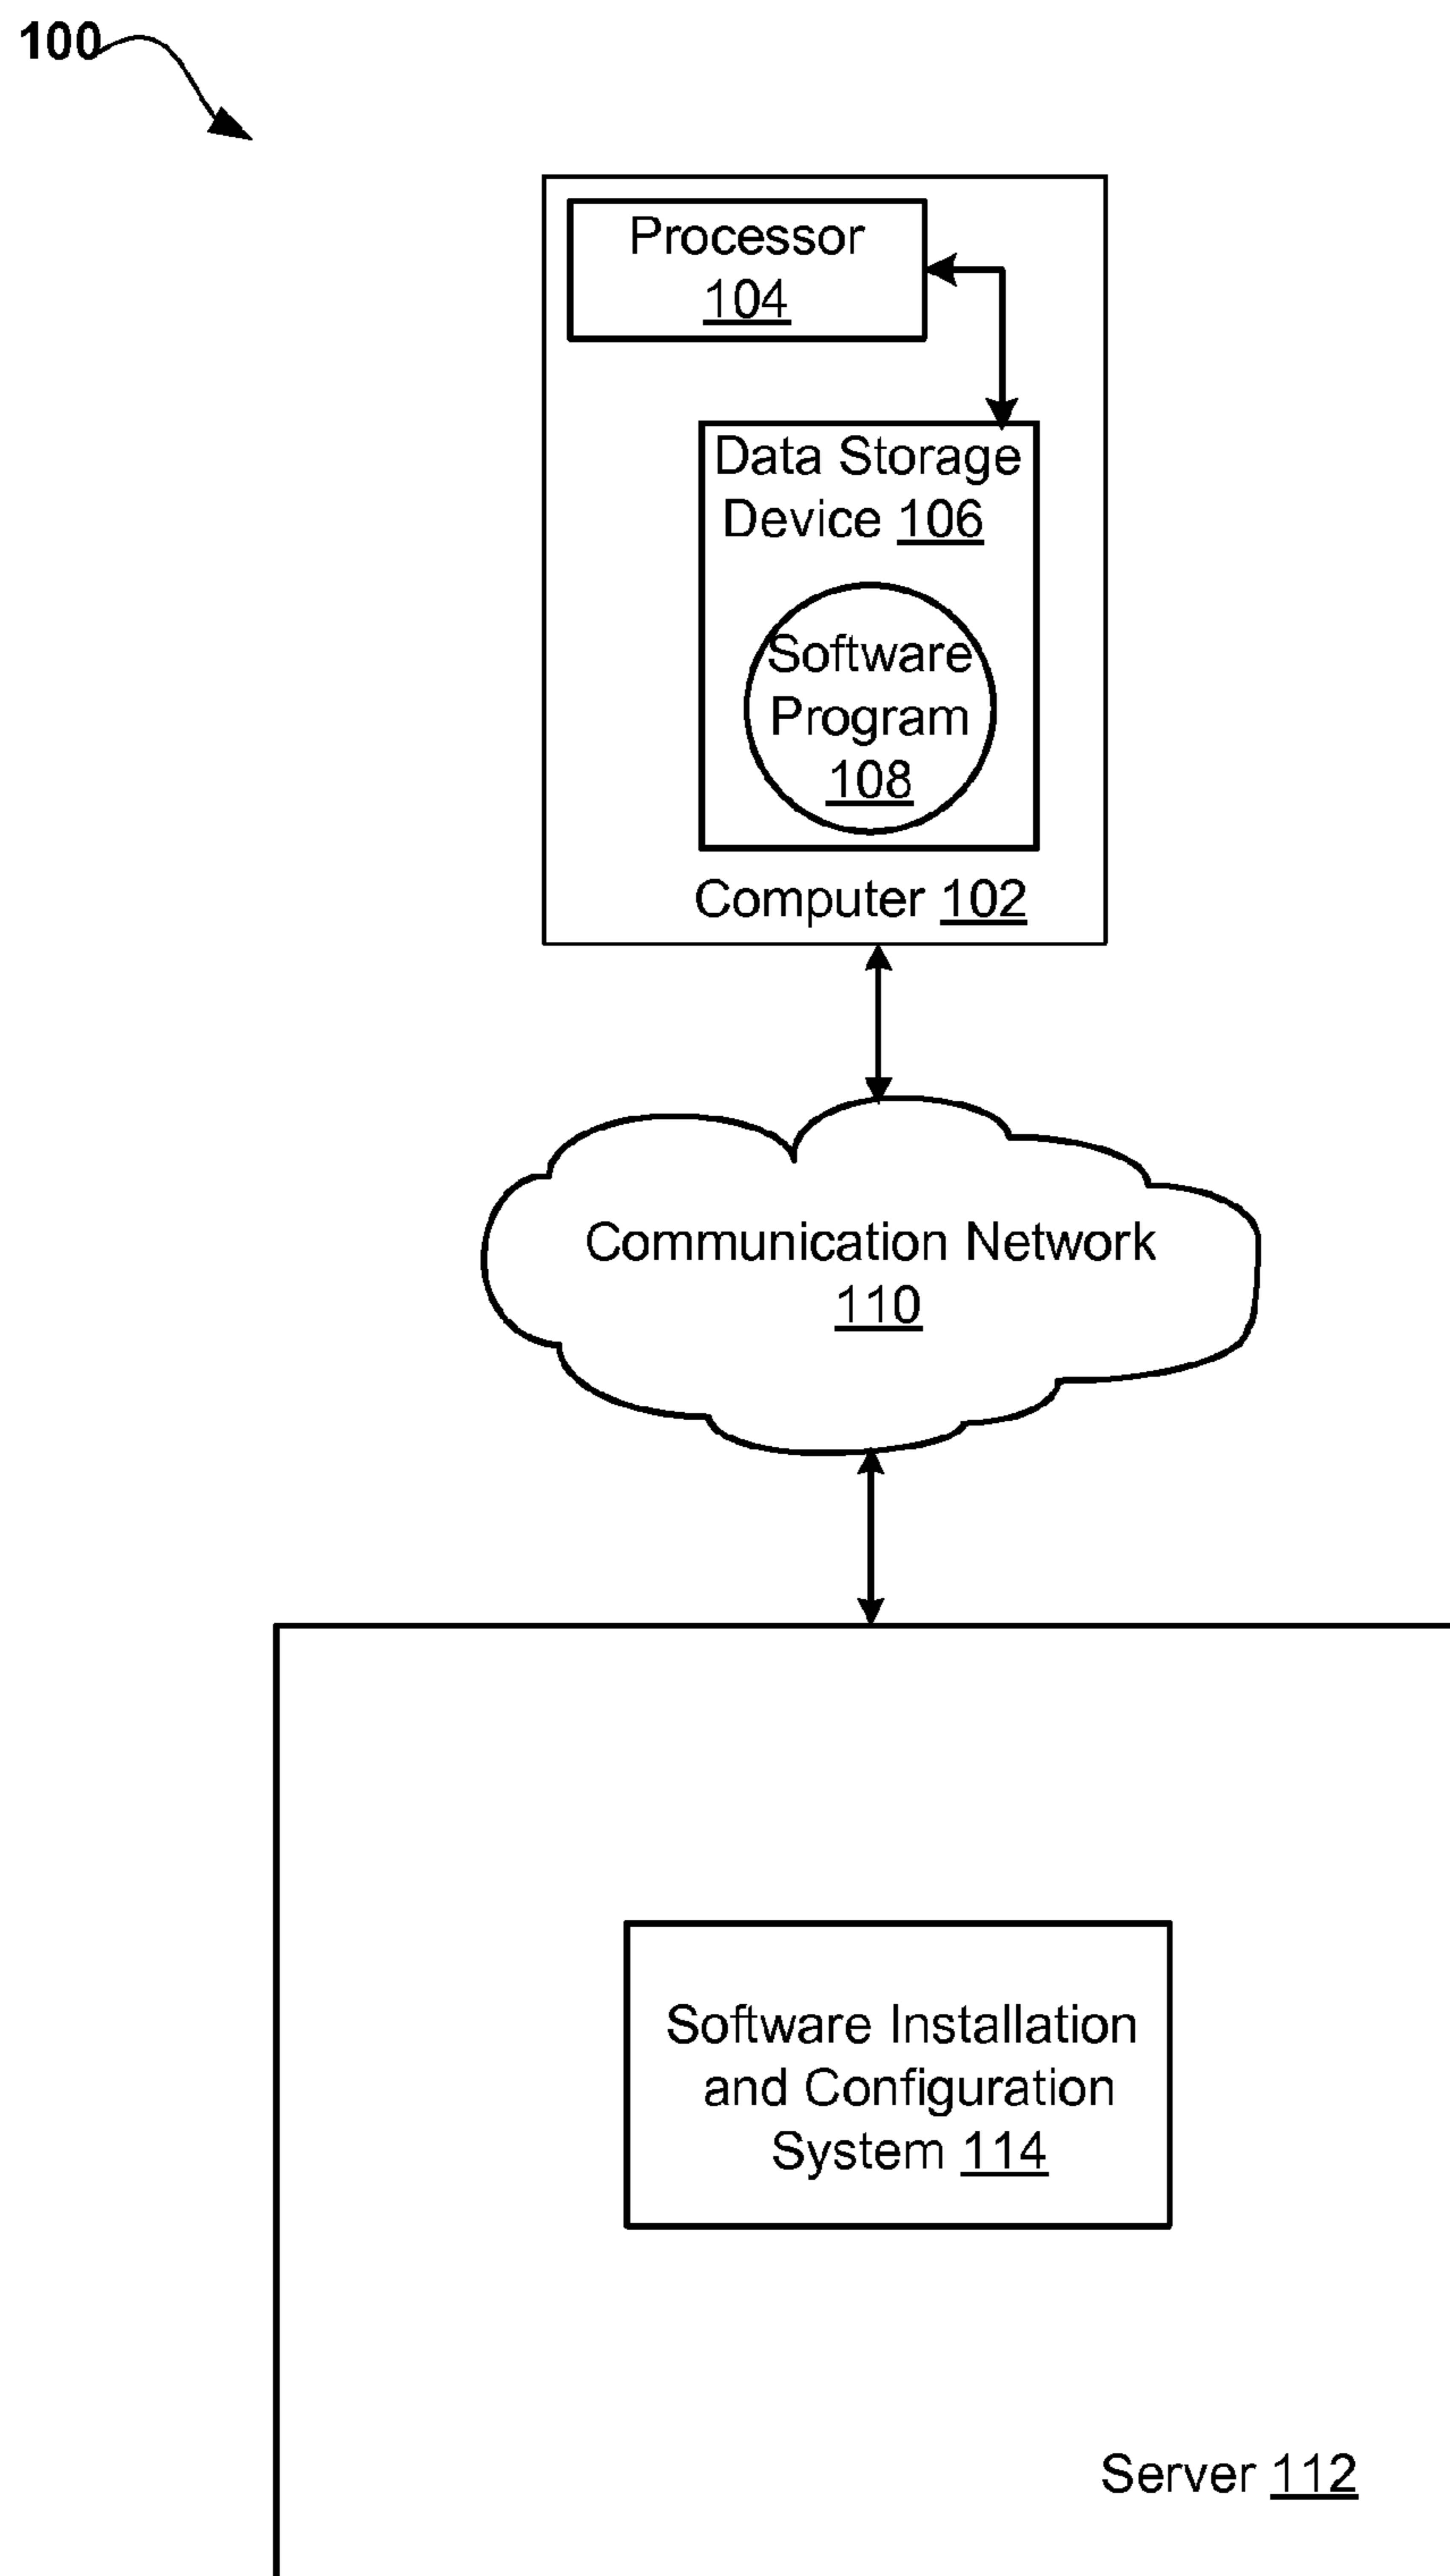 100
Processor
104
Data Storage
Device 106
Software
Program
108
Computer 102
Communication Network
110
Software Installation
and Configuration
System 114
Server 112